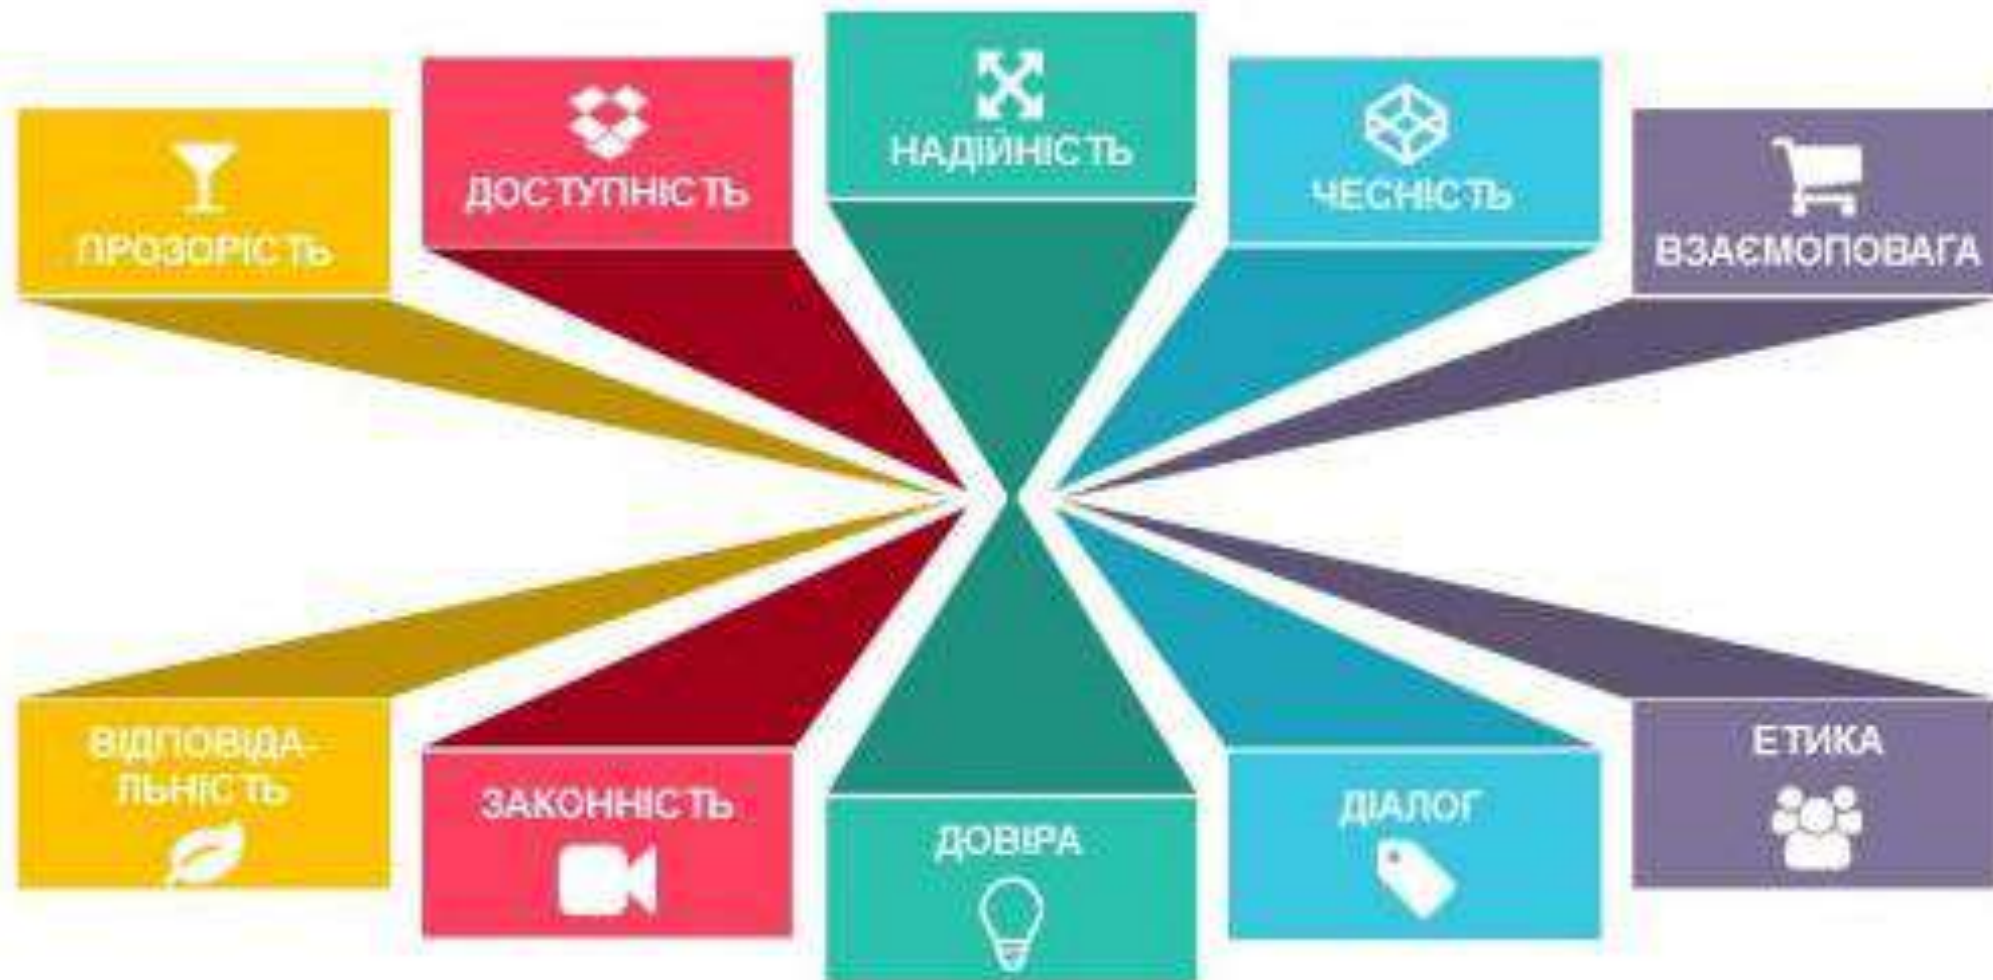 ПРОЗОРІСТЬ
ДОСТУПНІСТЬ
НАДІЙНІСТЬ
ЧЕСНІСТЬ
ВЗАЄМОПОВАГА
ВІДПОВІДА-
ЛЬНІСТЬ
ЗАКОННІСТЬ
ДОВІРА
ДІАЛОГ
ЕТИКА